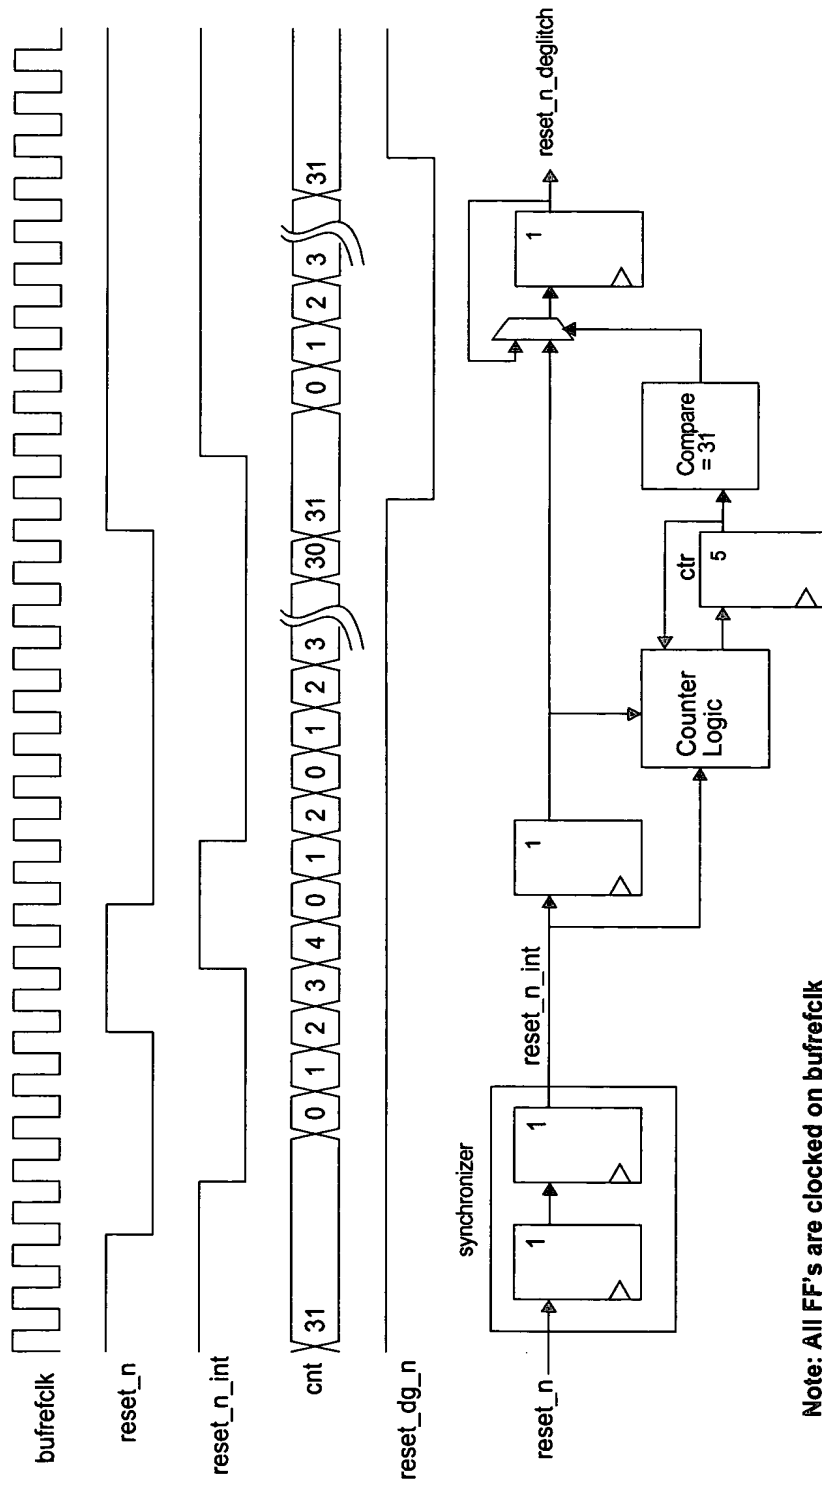 bufrefclk
reset_n
reset_n_int
cnt 31 0 1 2 3 4 0 1 2 0 1 2 3 30 31 0 1 2 3 31
reset_dg_n
synchronizer
reset_n
1
1
reset_n_int
1
Counter
Logic
ctr
5
Compare
= 31
1
reset_n_deglitch
Note: All FF's are clocked on bufrefclk